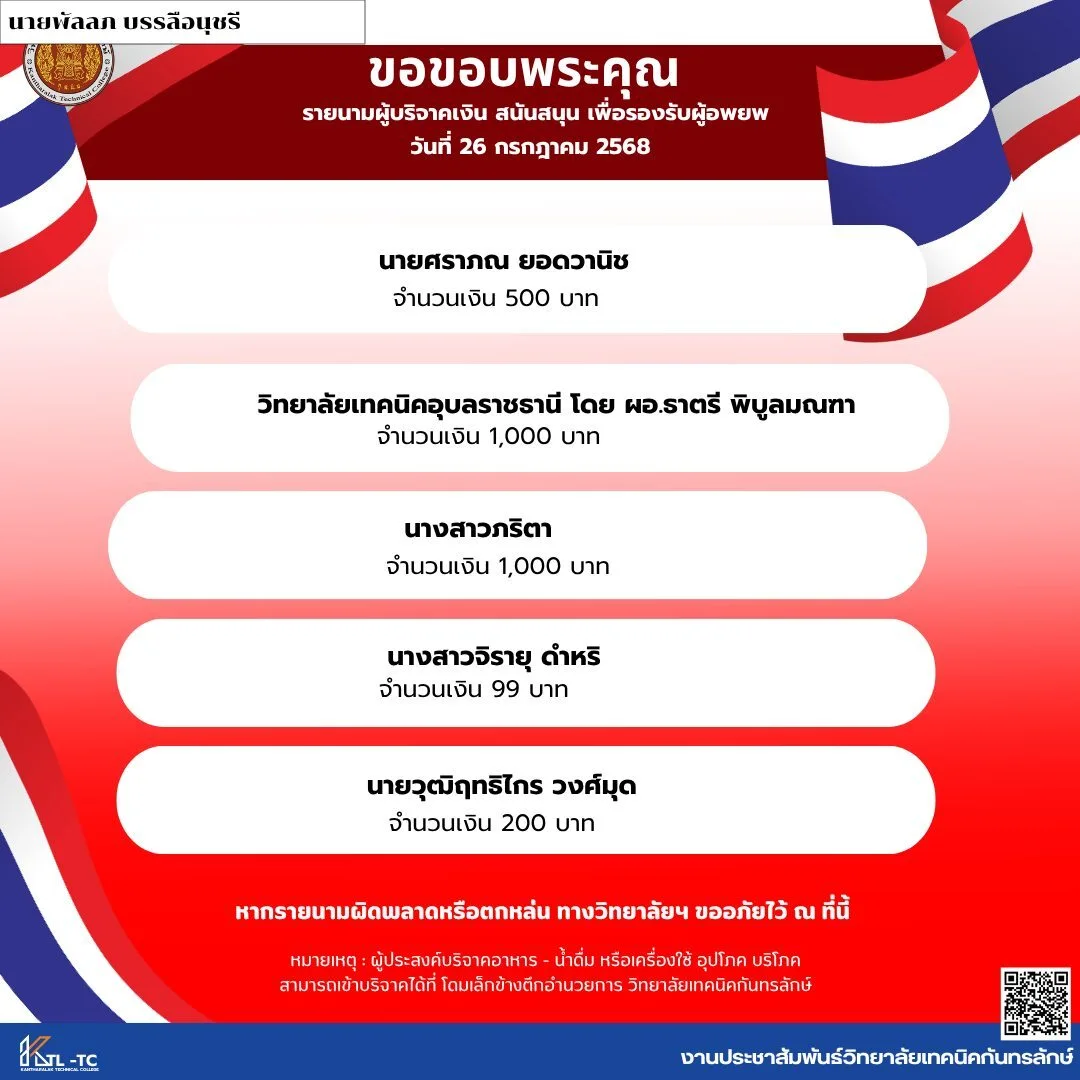 นายพัลลภ บรรลือนุชรี
Kantharalak Technical College
ขอขอบพระคุณ
รายนามผู้บริจาคเงิน สนันสนุน เพื่อรองรับผู้อพยพ
วันที่ 26 กรกฎาคม 2568
นายศราภณ ยอดวานิช
จำนวนเงิน 500 บาท
วิทยาลัยเทคนิคอุบลราชธานี โดย ผอ.ธาตรี พิบูลมณฑา
จำนวนเงิน 1,000 บาท
นางสาวภริตา
จำนวนเงิน 1,000 บาท
นางสาวจิรายุ ดำหริ
จำนวนเงิน 99 บาท
นายวุฒิฤทธิไกร วงศ์มุด
จำนวนเงิน 200 บาท
หากรายนามผิดพลาดหรือตกหล่น ทางวิทยาลัยฯ ขออภัยไว้ ณ ที่นี้
หมายเหตุ : ผู้ประสงค์บริจาคอาหาร - น้ำดื่ม หรือเครื่องใช้ อุปโภค บริโภค
สามารถเข้าบริจาคได้ที่ โดมเล็กข้างตึกอำนวยการ วิทยาลัยเทคนิคกันทรลักษ์
KTL -TC
KANTHARALAK TECHNICAL COLLEGE
งานประชาสัมพันธ์วิทยาลัยเทคนิคกันทรลักษ์